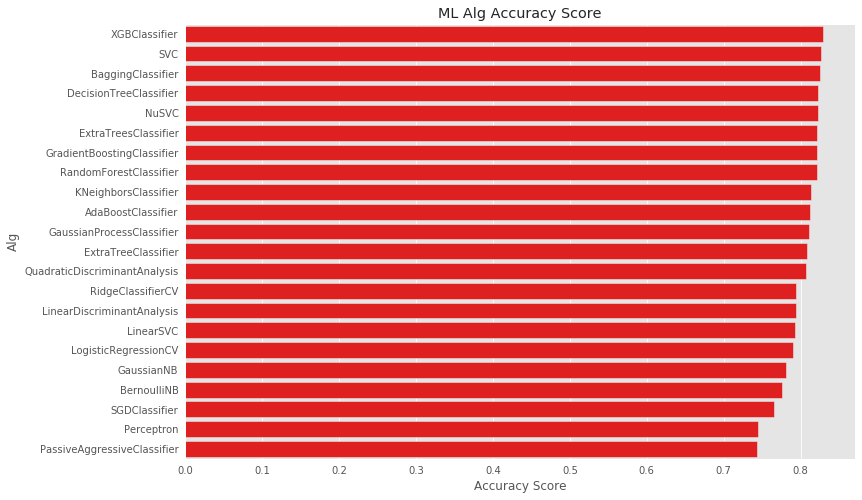 ML Alg Accuracy Score
XGBClassifier
SVC
BaggingClassifier
DecisionTreeClassifier
NuSVC
ExtraTreesClassifier
GradientBoostingClassifier
RandomForestClassifier
KNeighborsClassifier
AdaBoostClassifier
GaussianProcessClassifier
ExtraTreeClassifier
QuadraticDiscriminantAnalysis
RidgeClassifierCV
LinearDiscriminantAnalysis
LinearSVC
LogisticRegressionCV
GaussianNB
BernoulliNB
SGDClassifier
Perceptron
PassiveAggressiveClassifier
Alg
0.0 0.1 0.2 0.3 0.4 0.5 0.6 0.7 0.8
Accuracy Score